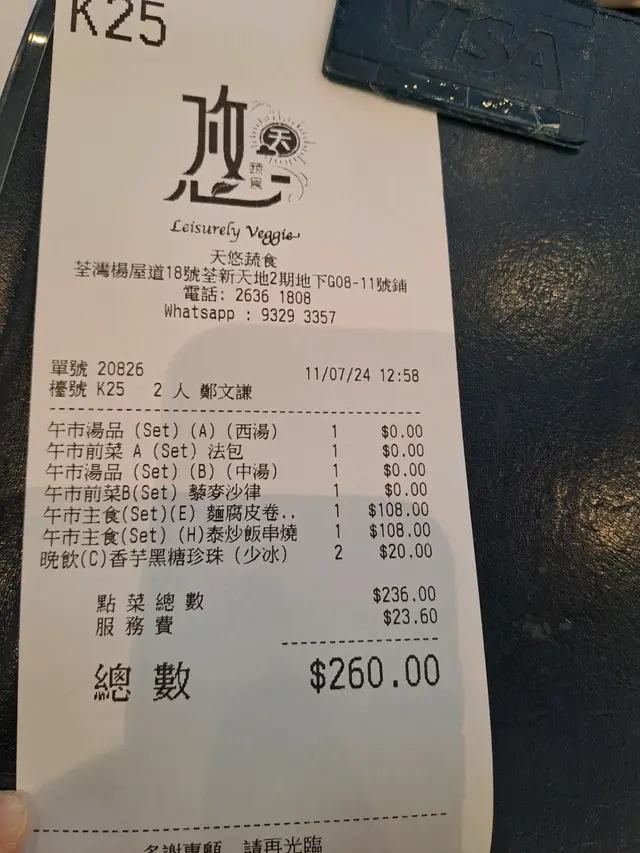 K25
VISA
悠
天
蔬食
Leisurely Veggie
天悠蔬食
荃灣楊屋道18號荃新天地2期地下G08-11號鋪
電話: 2636 1808
Whatsapp : 9329 3357
單號 20826 11/07/24 12:58
檯號 K25 2 人 鄭文謙
午市湯品 (Set) (A) (西湯) 1 $0.00
午市前菜 A (Set) 法包 1 $0.00
午市湯品 (Set) (B) (中湯) 1 $0.00
午市前菜B(Set) 藜麥沙律 1 $0.00
午市主食(Set)(E) 麵腐皮卷.. 1 $108.00
午市主食(Set) (H)泰炒飯串燒 1 $108.00
晚飲(C)香芋黑糖珍珠 (少冰) 2 $20.00
點菜總數 $236.00
服務費 $23.60
總數 $260.00
多謝惠顧 請再光臨